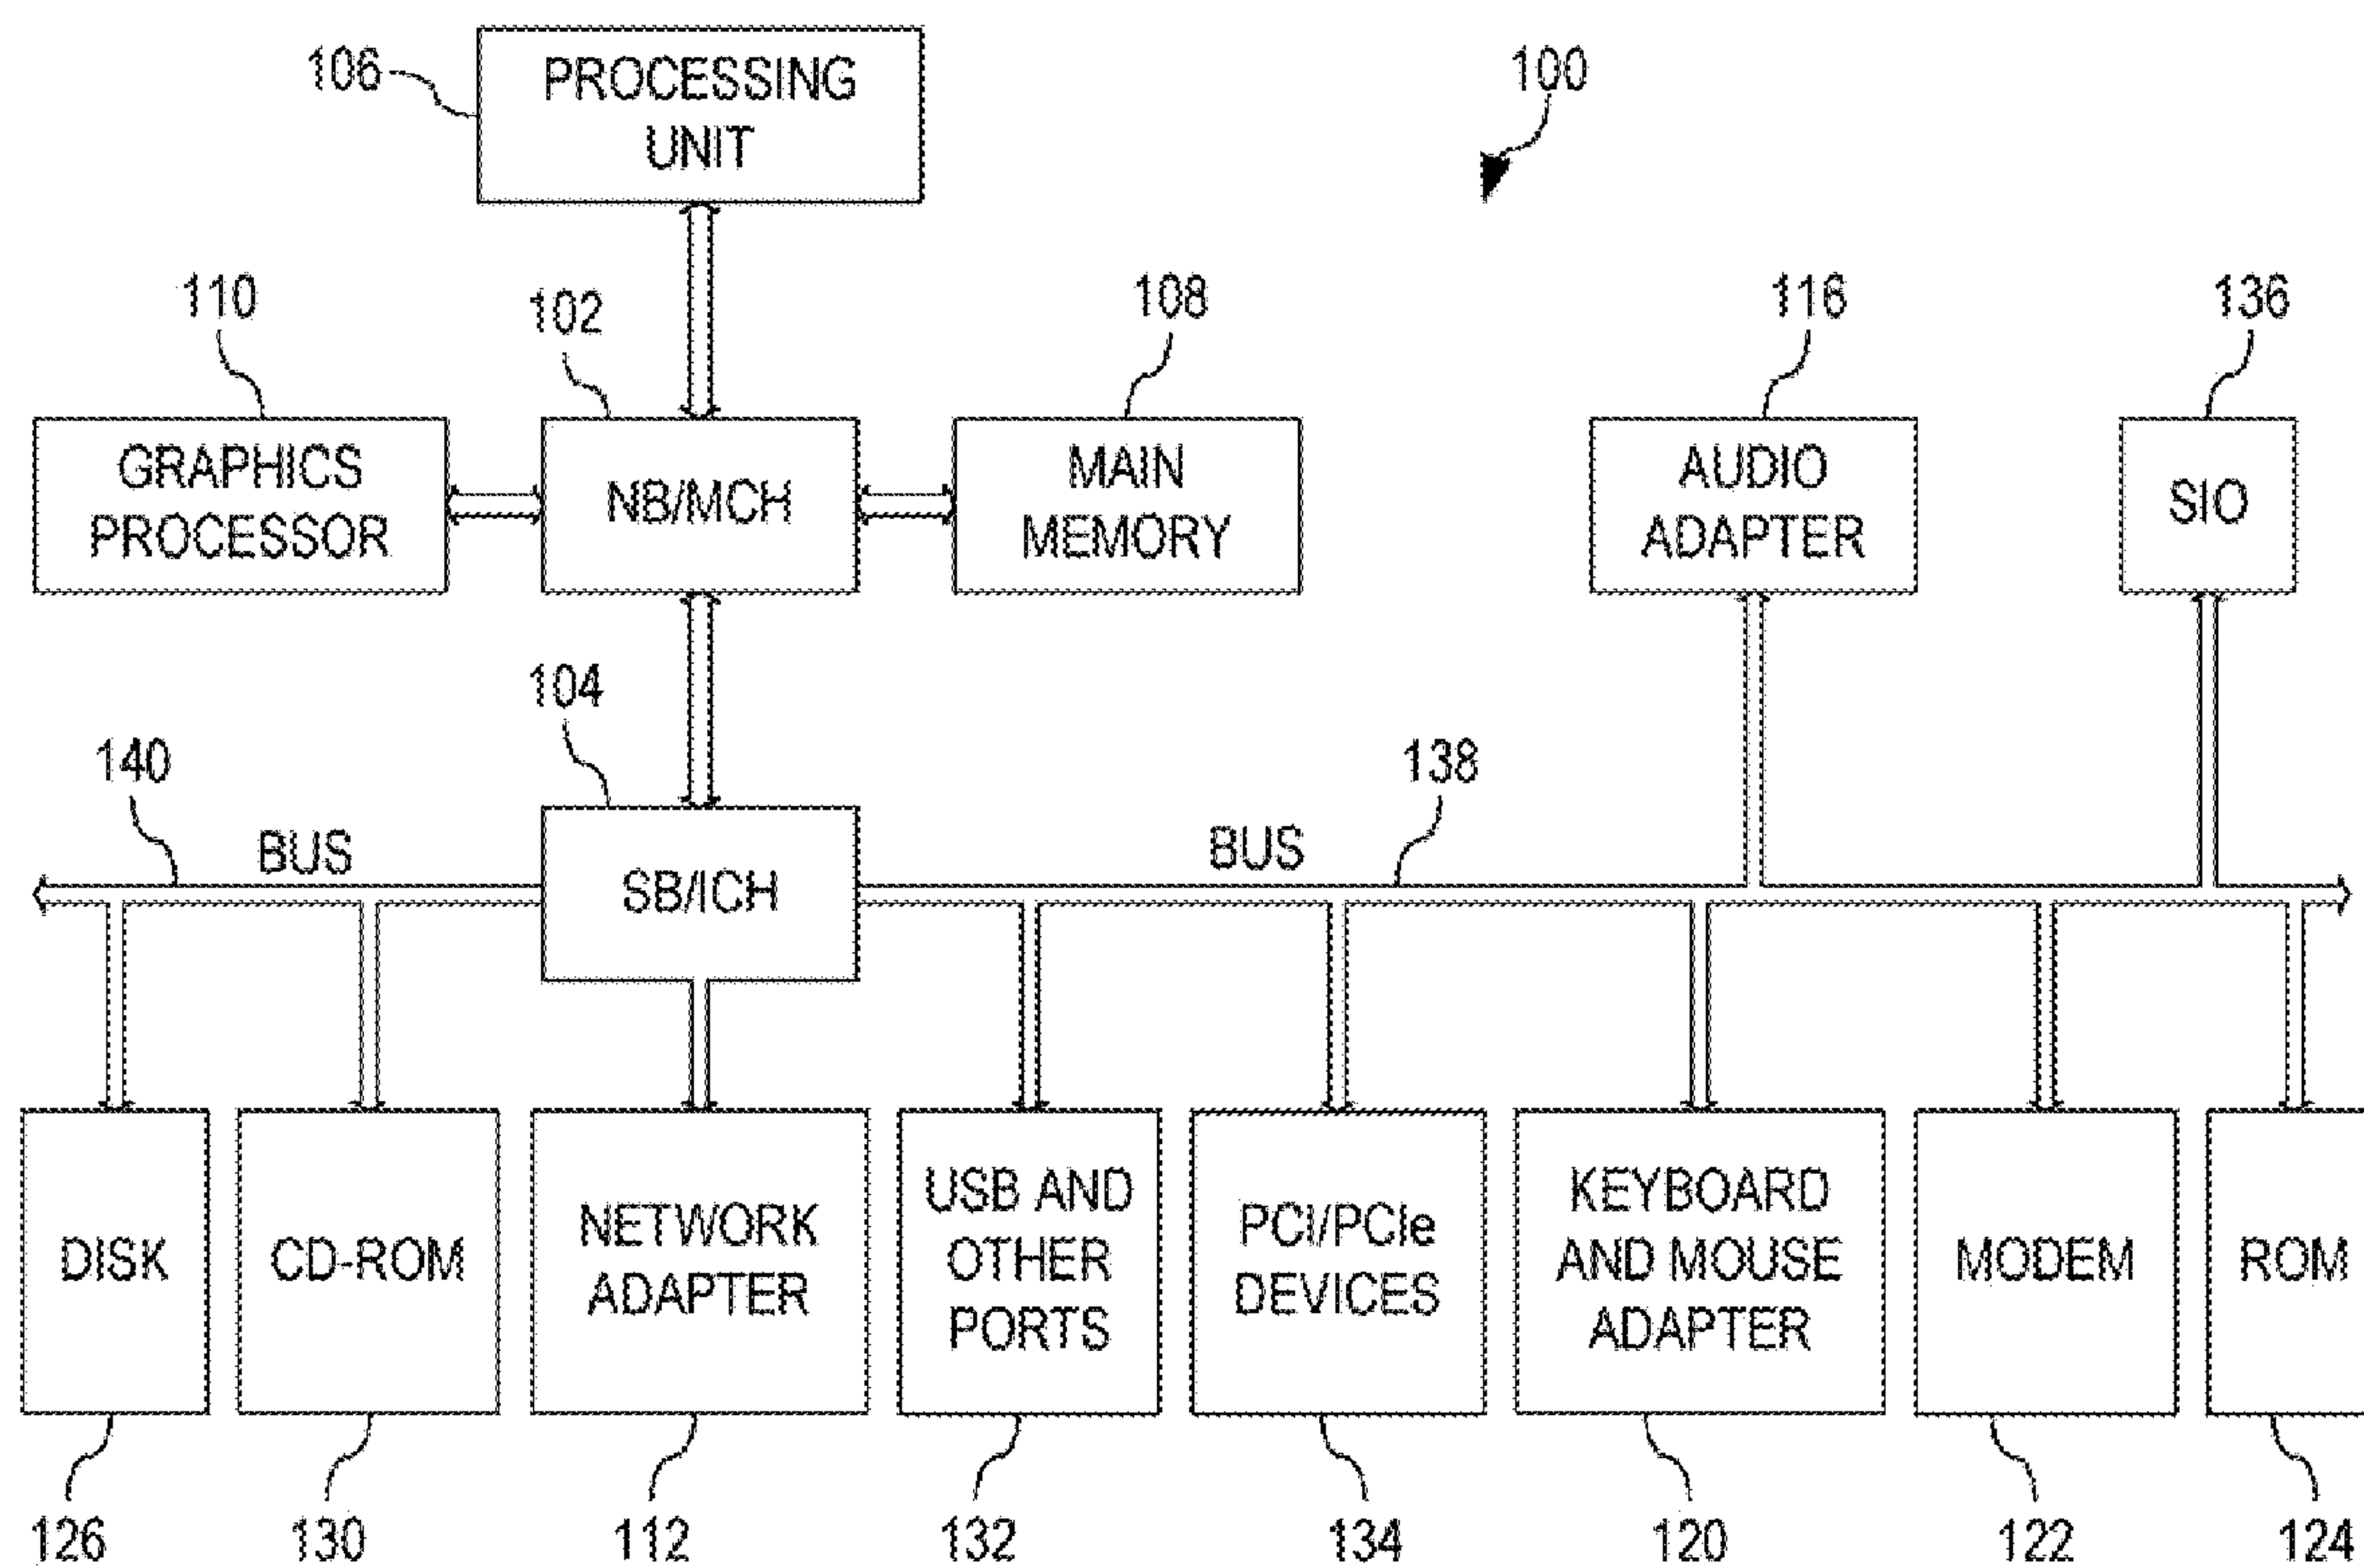 106
PROCESSING
UNIT
100
110
102
108
116
136
GRAPHICS
PROCESSOR
NB/MCH
MAIN
MEMORY
AUDIO
ADAPTER
SIO
104
140
138
BUS
BUS
SB/ICH
DISK
CD-ROM
NETWORK
ADAPTER
USB AND
OTHER
PORTS
PCI/PCIe
DEVICES
KEYBOARD
AND MOUSE
ADAPTER
MODEM
ROM
126
130
112
132
134
120
122
124